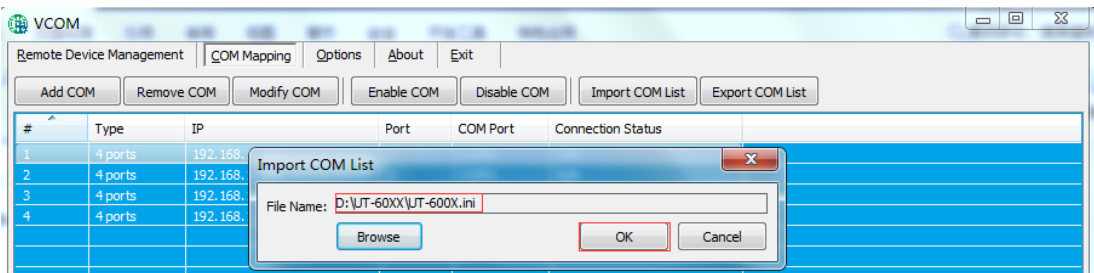 VCOM
Remote Device Management COM Mapping Options About Exit
Add COM Remove COM Modify COM Enable COM Disable COM Import COM List Export COM List
# Type IP Port COM Port Connection Status
1 4 ports 192.168.
2 4 ports 192.168.
3 4 ports 192.168.
4 4 ports 192.168.
Import COM List
File Name: D:\UT-60XX\UT-600X.ini
Browse OK Cancel